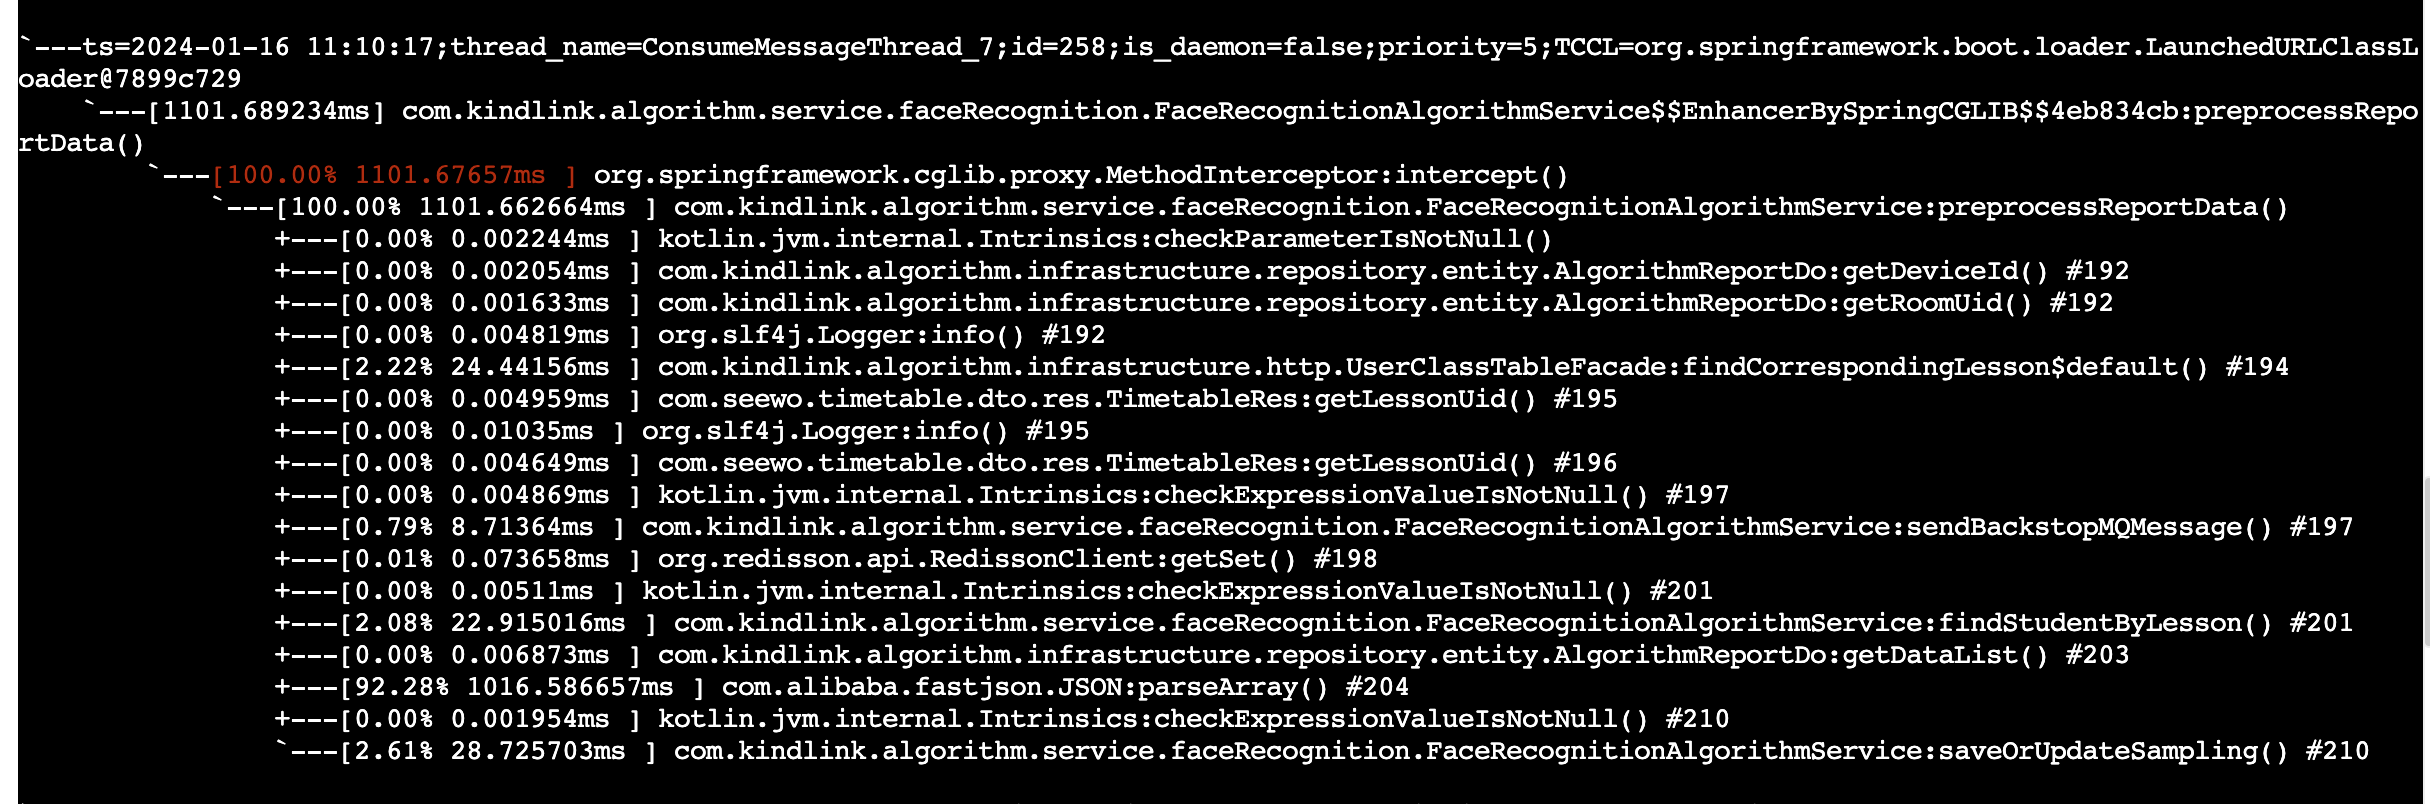 `---ts=2024-01-16 11:10:17;thread_name=ConsumeMessageThread_7;id=258;is_daemon=false;priority=5;TCCL=org.springframework.boot.loader.LaunchedURLClassL
oader@7899c729
    `---[1101.689234ms] com.kindlink.algorithm.service.faceRecognition.FaceRecognitionAlgorithmService$$EnhancerBySpringCGLIB$$4eb834cb:preprocessRepo
rtData()
        `---[100.00% 1101.67657ms ] org.springframework.cglib.proxy.MethodInterceptor:intercept()
            `---[100.00% 1101.662664ms ] com.kindlink.algorithm.service.faceRecognition.FaceRecognitionAlgorithmService:preprocessReportData()
                +---[0.00% 0.002244ms ] kotlin.jvm.internal.Intrinsics:checkParameterIsNotNull()
                +---[0.00% 0.002054ms ] com.kindlink.algorithm.infrastructure.repository.entity.AlgorithmReportDo:getDeviceId() #192
                +---[0.00% 0.001633ms ] com.kindlink.algorithm.infrastructure.repository.entity.AlgorithmReportDo:getRoomUid() #192
                +---[0.00% 0.004819ms ] org.slf4j.Logger:info() #192
                +---[2.22% 24.44156ms ] com.kindlink.algorithm.infrastructure.http.UserClassTableFacade:findCorrespondingLesson$default() #194
                +---[0.00% 0.004959ms ] com.seewo.timetable.dto.res.TimetableRes:getLessonUid() #195
                +---[0.00% 0.01035ms ] org.slf4j.Logger:info() #195
                +---[0.00% 0.004649ms ] com.seewo.timetable.dto.res.TimetableRes:getLessonUid() #196
                +---[0.00% 0.004869ms ] kotlin.jvm.internal.Intrinsics:checkExpressionValueIsNotNull() #197
                +---[0.79% 8.71364ms ] com.kindlink.algorithm.service.faceRecognition.FaceRecognitionAlgorithmService:sendBackstopMQMessage() #197
                +---[0.01% 0.073658ms ] org.redisson.api.RedissonClient:getSet() #198
                +---[0.00% 0.00511ms ] kotlin.jvm.internal.Intrinsics:checkExpressionValueIsNotNull() #201
                +---[2.08% 22.915016ms ] com.kindlink.algorithm.service.faceRecognition.FaceRecognitionAlgorithmService:findStudentByLesson() #201
                +---[0.00% 0.006873ms ] com.kindlink.algorithm.infrastructure.repository.entity.AlgorithmReportDo:getDataList() #203
                +---[92.28% 1016.586657ms ] com.alibaba.fastjson.JSON:parseArray() #204
                +---[0.00% 0.001954ms ] kotlin.jvm.internal.Intrinsics:checkExpressionValueIsNotNull() #210
                `---[2.61% 28.725703ms ] com.kindlink.algorithm.service.faceRecognition.FaceRecognitionAlgorithmService:saveOrUpdateSampling() #210